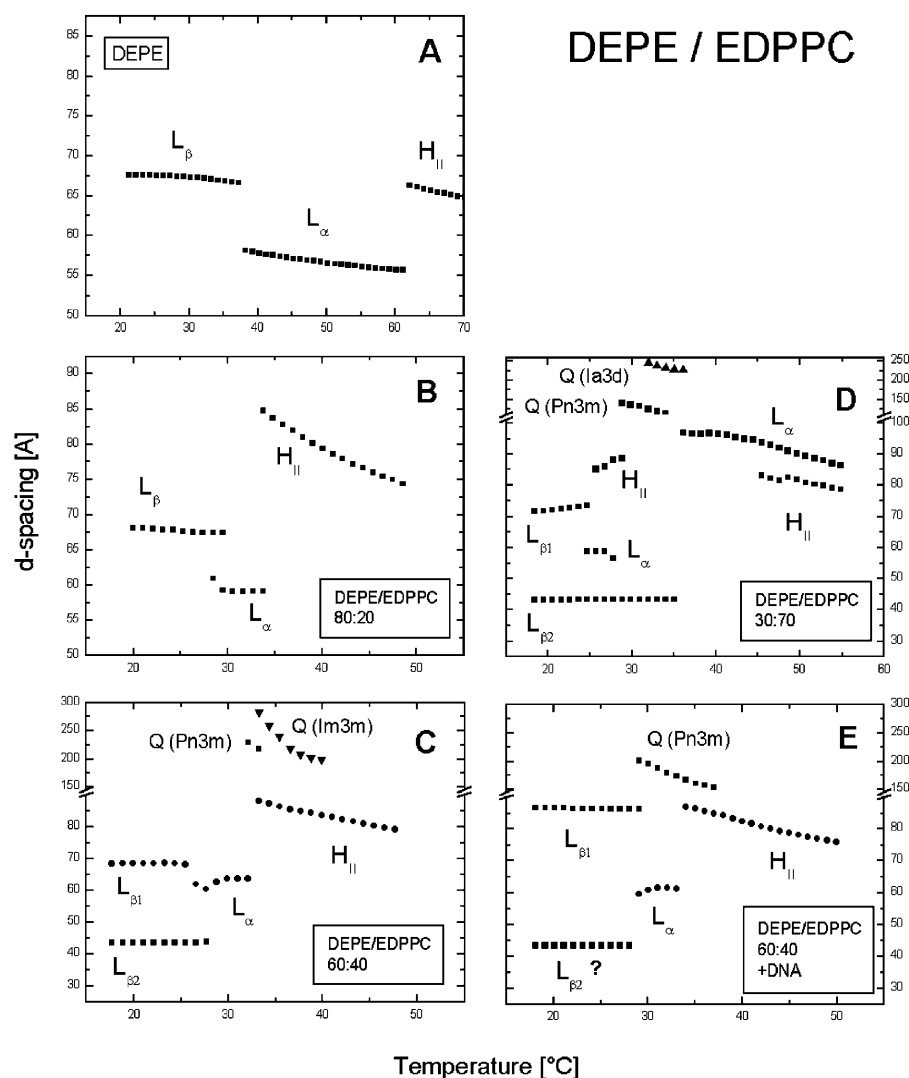 DEPE / EDPPC
d-spacing [A]
A
DEPE
Lβ
Lα
HII
85
80
75
70
65
60
55
50
20 30 40 50 60 70
B
Lβ
HII
Lα
DEPE/EDPPC
80:20
90
85
80
75
70
65
60
55
50
20 30 40 50
C
Q (Pn3m)
Q (Im3m)
Lβ1
Lα
HII
Lβ2
DEPE/EDPPC
60:40
300
250
200
150
80
70
60
50
40
30
20 30 40 50
D
Q (Ia3d)
Q (Pn3m)
Lα
HII
Lβ1
Lα
HII
Lβ2
DEPE/EDPPC
30:70
250
200
150
100
90
80
70
60
50
40
30
20 30 40 50 60
E
Q (Pn3m)
Lβ1
HII
Lα
Lβ2 ?
DEPE/EDPPC
60:40
+DNA
300
250
200
150
90
80
70
60
50
40
30
20 30 40 50
Temperature [°C]